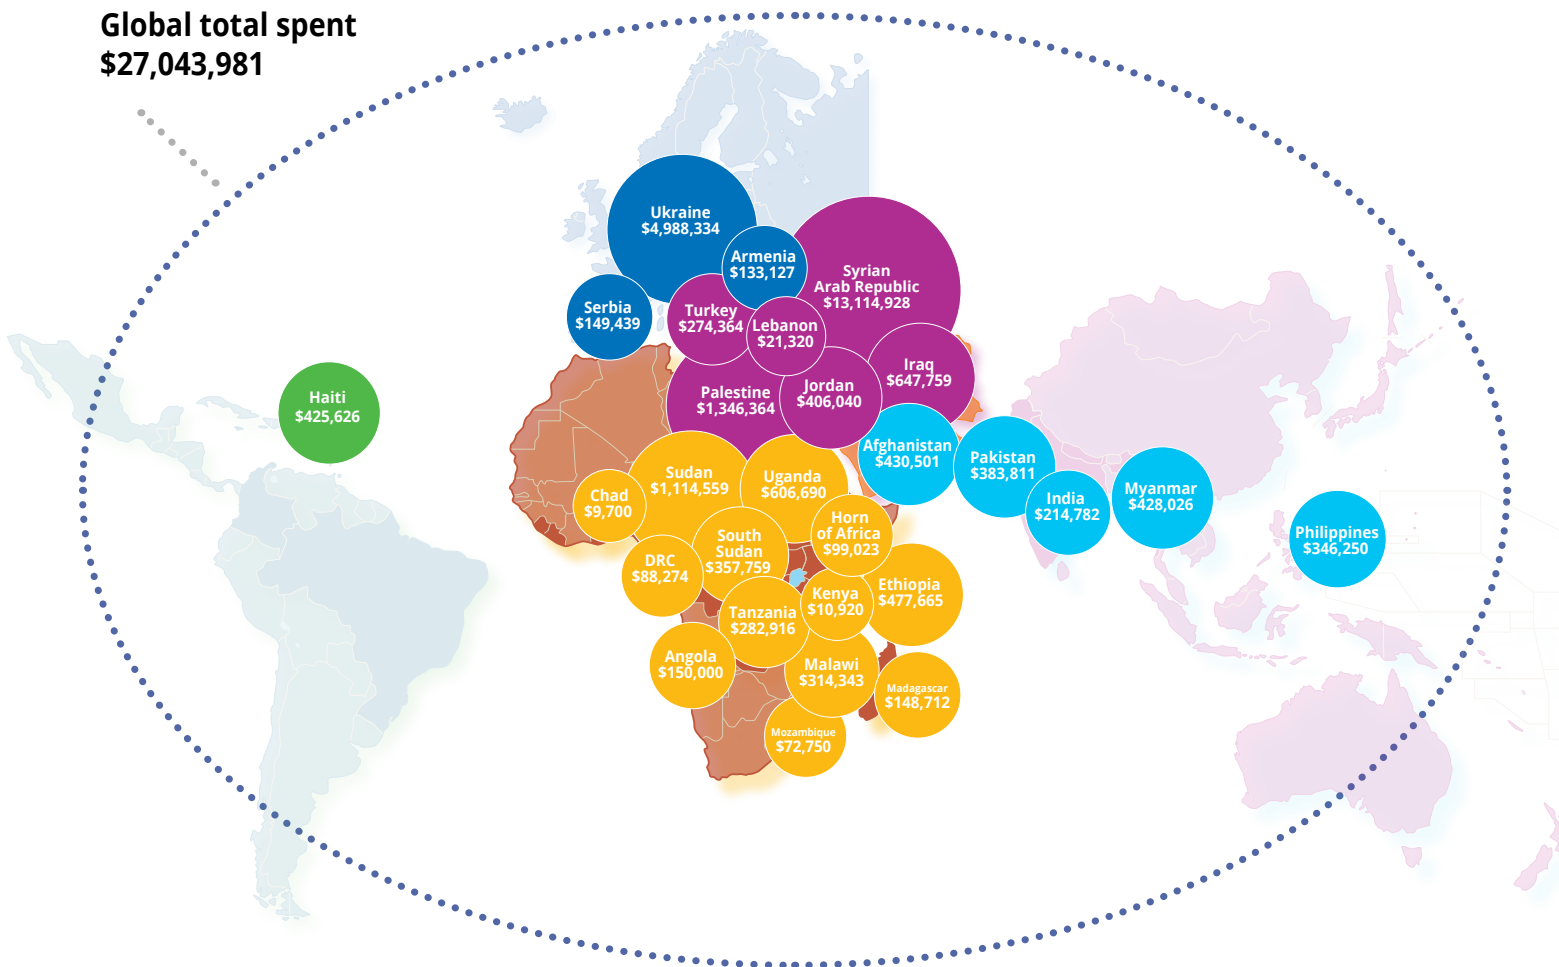 Global total spent
$27,043,981
Ukraine
$4,988,334
Armenia
$133,127
Serbia
$149,439
Syrian
Arab Republic
$13,114,928
Turkey
$274,364
Lebanon
$21,320
Iraq
$647,759
Palestine
$1,346,364
Jordan
$406,040
Haiti
$425,626
Afghanistan
$430,501
Pakistan
$383,811
India
$214,782
Myanmar
$428,026
Philippines
$346,250
Sudan
$1,114,559
Uganda
$606,690
Chad
$9,700
Horn
of Africa
$99,023
South
Sudan
$357,759
DRC
$88,274
Ethiopia
$477,665
Kenya
$10,920
Tanzania
$282,916
Angola
$150,000
Malawi
$314,343
Madagascar
$148,712
Mozambique
$72,750